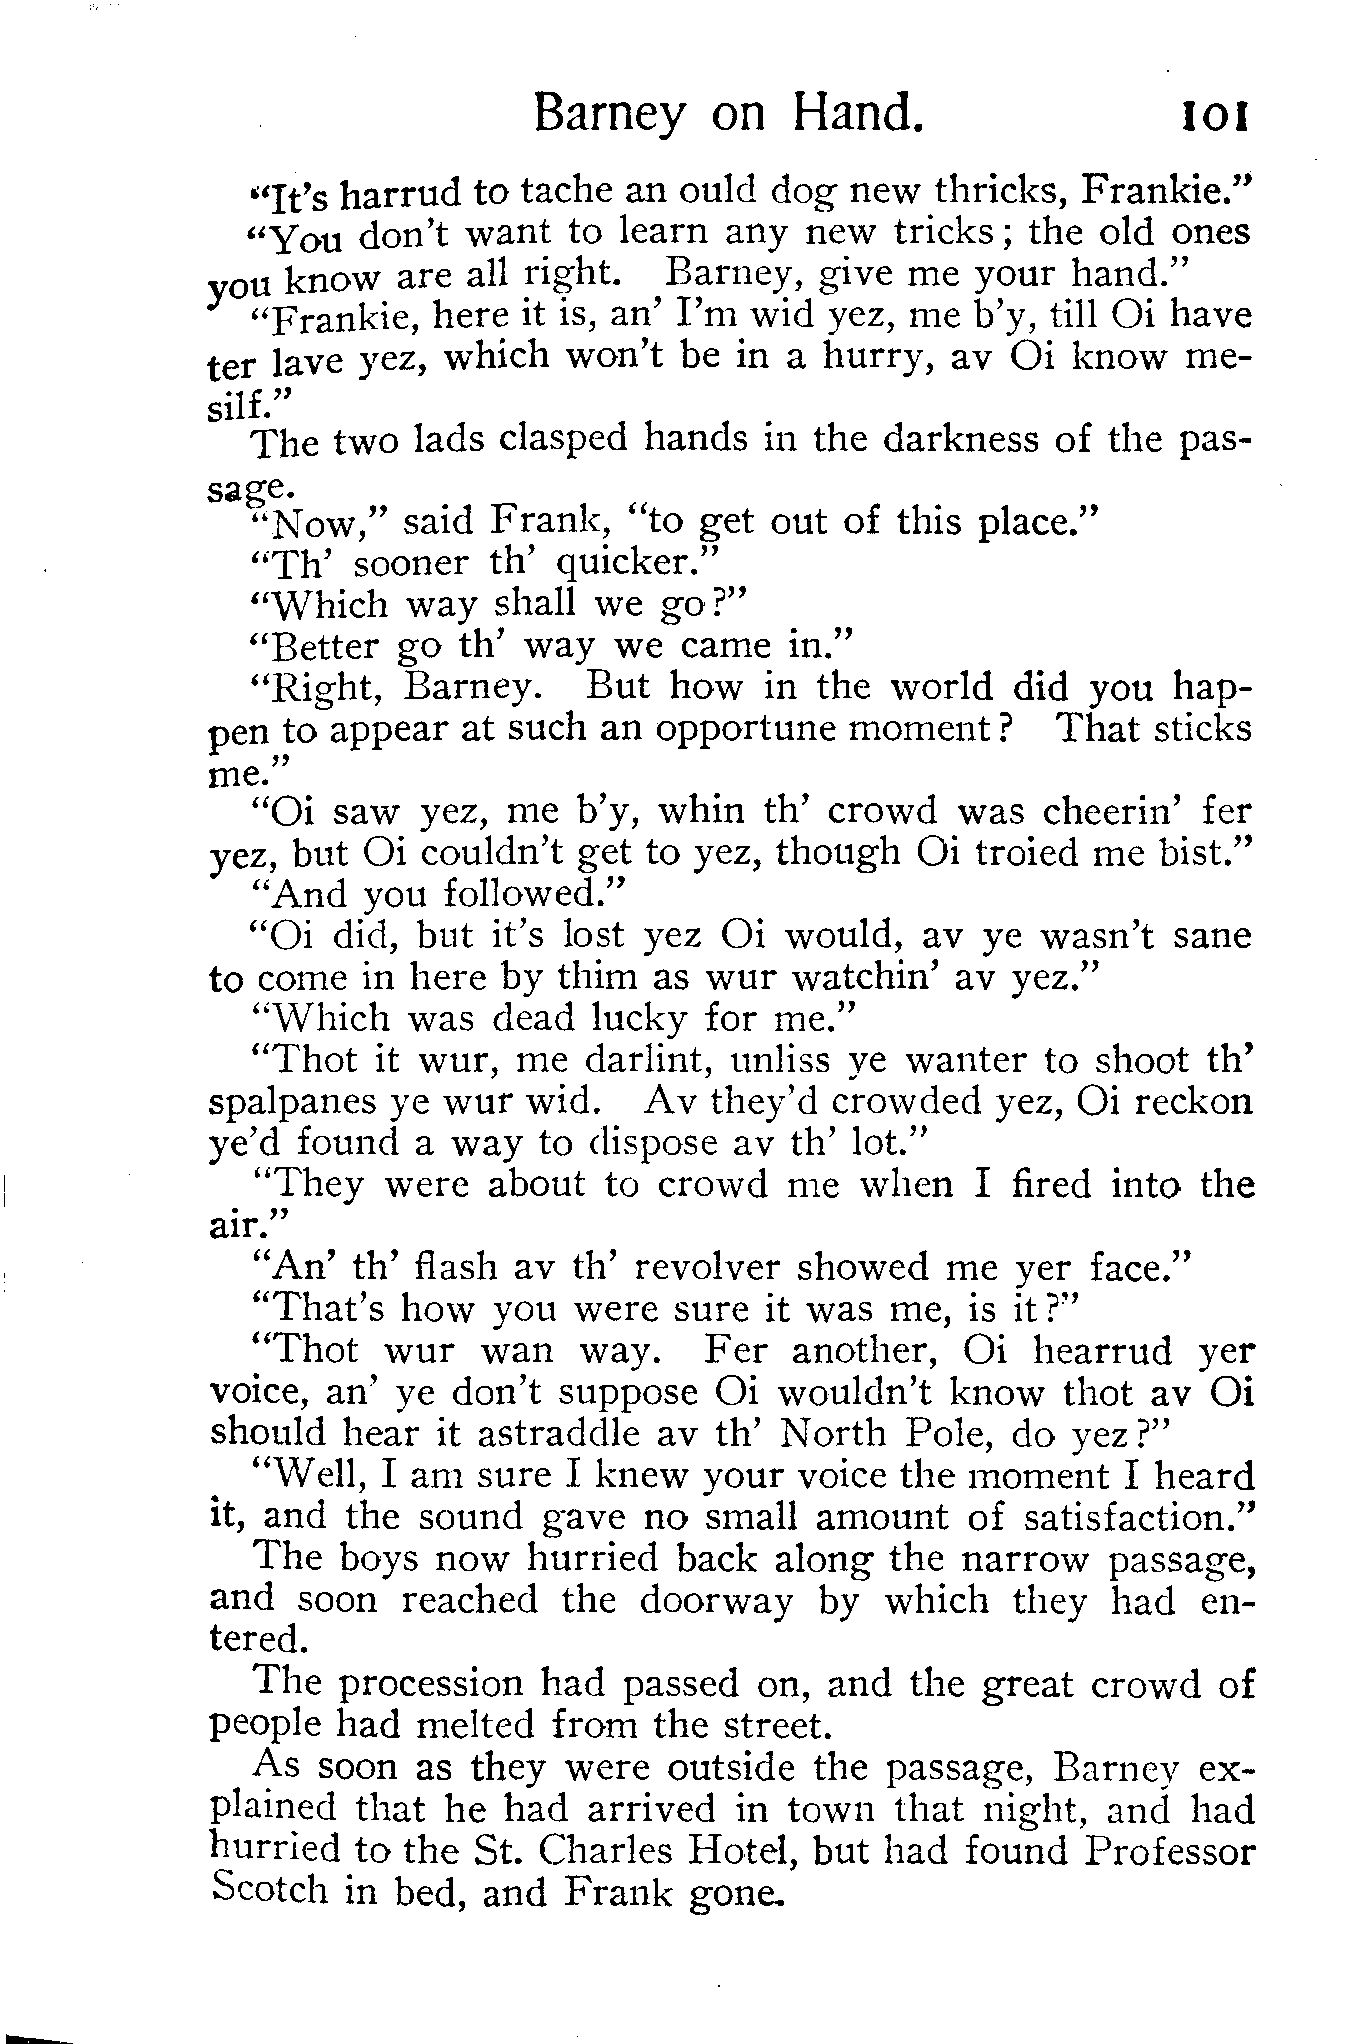 Barney on Hand. 101
“It’s harrud to tache an ould dog new thricks, Frankie.”
“You don’t want to learn any new tricks; the old ones
you know are all right. Barney, give me your hand.”
“Frankie, here it is, an’ I’m wid yez, me b’y, till Oi have
ter lave yez, which won’t be in a hurry, av Oi know me-
silf.”
The two lads clasped hands in the darkness of the pas-
sage.
“Now,” said Frank, “to get out of this place.”
“Th’ sooner th’ quicker.”
“Which way shall we go?”
“Better go th’ way we came in.”
“Right, Barney. But how in the world did you hap-
pen to appear at such an opportune moment? That sticks
me.”
“Oi saw yez, me b’y, whin th’ crowd was cheerin’ fer
yez, but Oi couldn’t get to yez, though Oi troied me bist.”
“And you followed.”
“Oi did, but it’s lost yez Oi would, av ye wasn’t sane
to come in here by thim as wur watchin’ av yez.”
“Which was dead lucky for me.”
“Thot it wur, me darlint, unliss ye wanter to shoot th’
spalpanes ye wur wid. Av they’d crowded yez, Oi reckon
ye’d found a way to dispose av th’ lot.”
“They were about to crowd me when I fired into the
air.”
“An’ th’ flash av th’ revolver showed me yer face.”
“That’s how you were sure it was me, is it?”
“Thot wur wan way. Fer another, Oi hearrud yer
voice, an’ ye don’t suppose Oi wouldn’t know thot av Oi
should hear it astraddle av th’ North Pole, do yez?”
“Well, I am sure I knew your voice the moment I heard
it, and the sound gave no small amount of satisfaction.”
The boys now hurried back along the narrow passage,
and soon reached the doorway by which they had en-
tered.
The procession had passed on, and the great crowd of
people had melted from the street.
As soon as they were outside the passage, Barney ex-
plained that he had arrived in town that night, and had
hurried to the St. Charles Hotel, but had found Professor
Scotch in bed, and Frank gone.